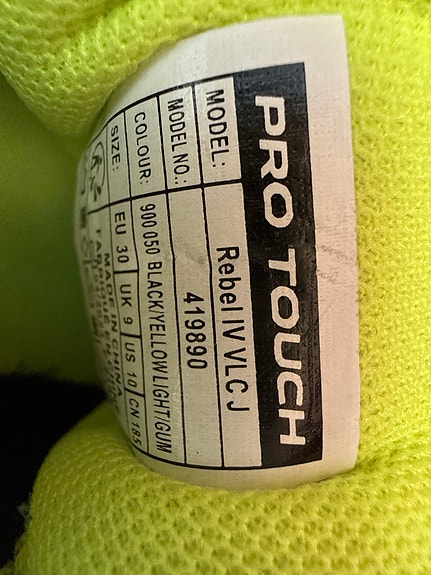 PRO TOUCH
MODEL: Rebel IV VLC J
MODEL NO.: 419890
COLOUR: 900 050 BLACK/YELLOWLIGHT/GUM
SIZE: EU 30 UK 9 US 10 CN 185
MADE IN CHINA